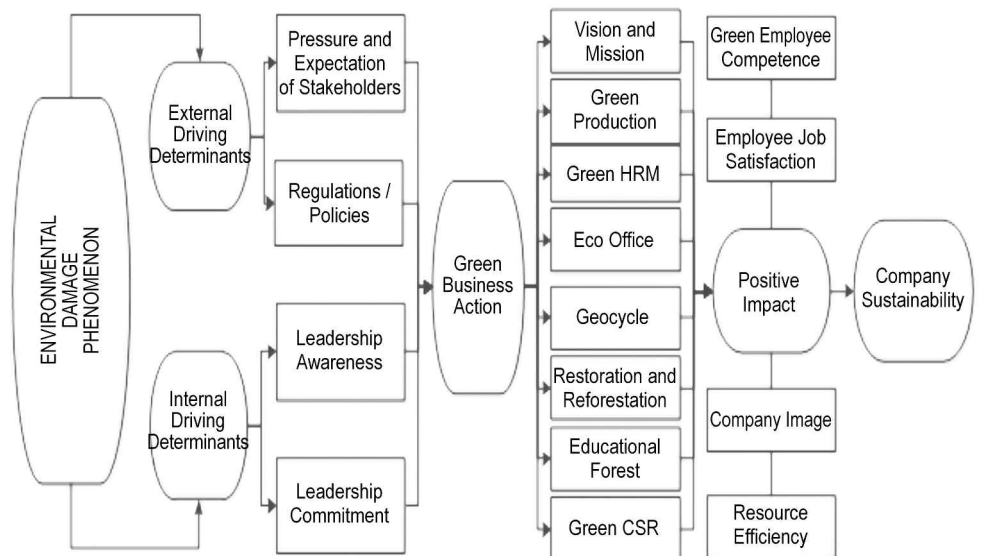 ENVIRONMENTAL
DAMAGE
PHENOMENON
External
Driving
Determinants
Internal
Driving
Determinants
Pressure and
Expectation
of Stakeholders
Regulations /
Policies
Leadership
Awareness
Leadership
Commitment
Green
Business
Action
Vision and
Mission
Green
Production
Green HRM
Eco Office
Geocycle
Restoration and
Reforestation
Educational
Forest
Green CSR
Green Employee
Competence
Employee Job
Satisfaction
Positive
Impact
Company Image
Resource
Efficiency
Company
Sustainability